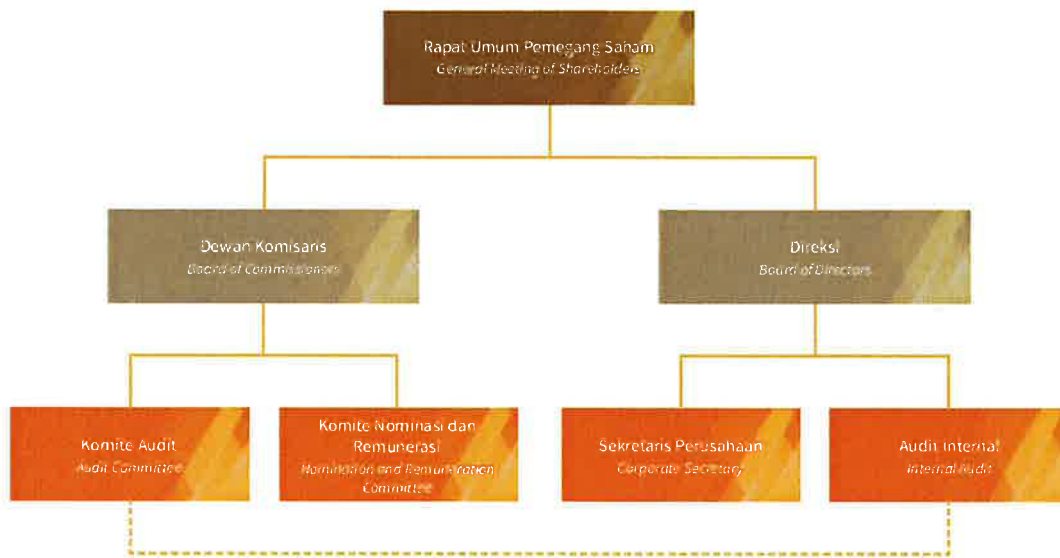 Rapat Umum Pemegang Saham
General Meeting of Shareholders
Dewan Komisaris
Board of Commissioners
Direksi
Board of Directors
Komite Audit
Audit Committee
Komite Nominasi dan
Remunerasi
Nomination and Remuneration
Committee
Sekretaris Perusahaan
Corporate Secretary
Audit Internal
Internal Audit